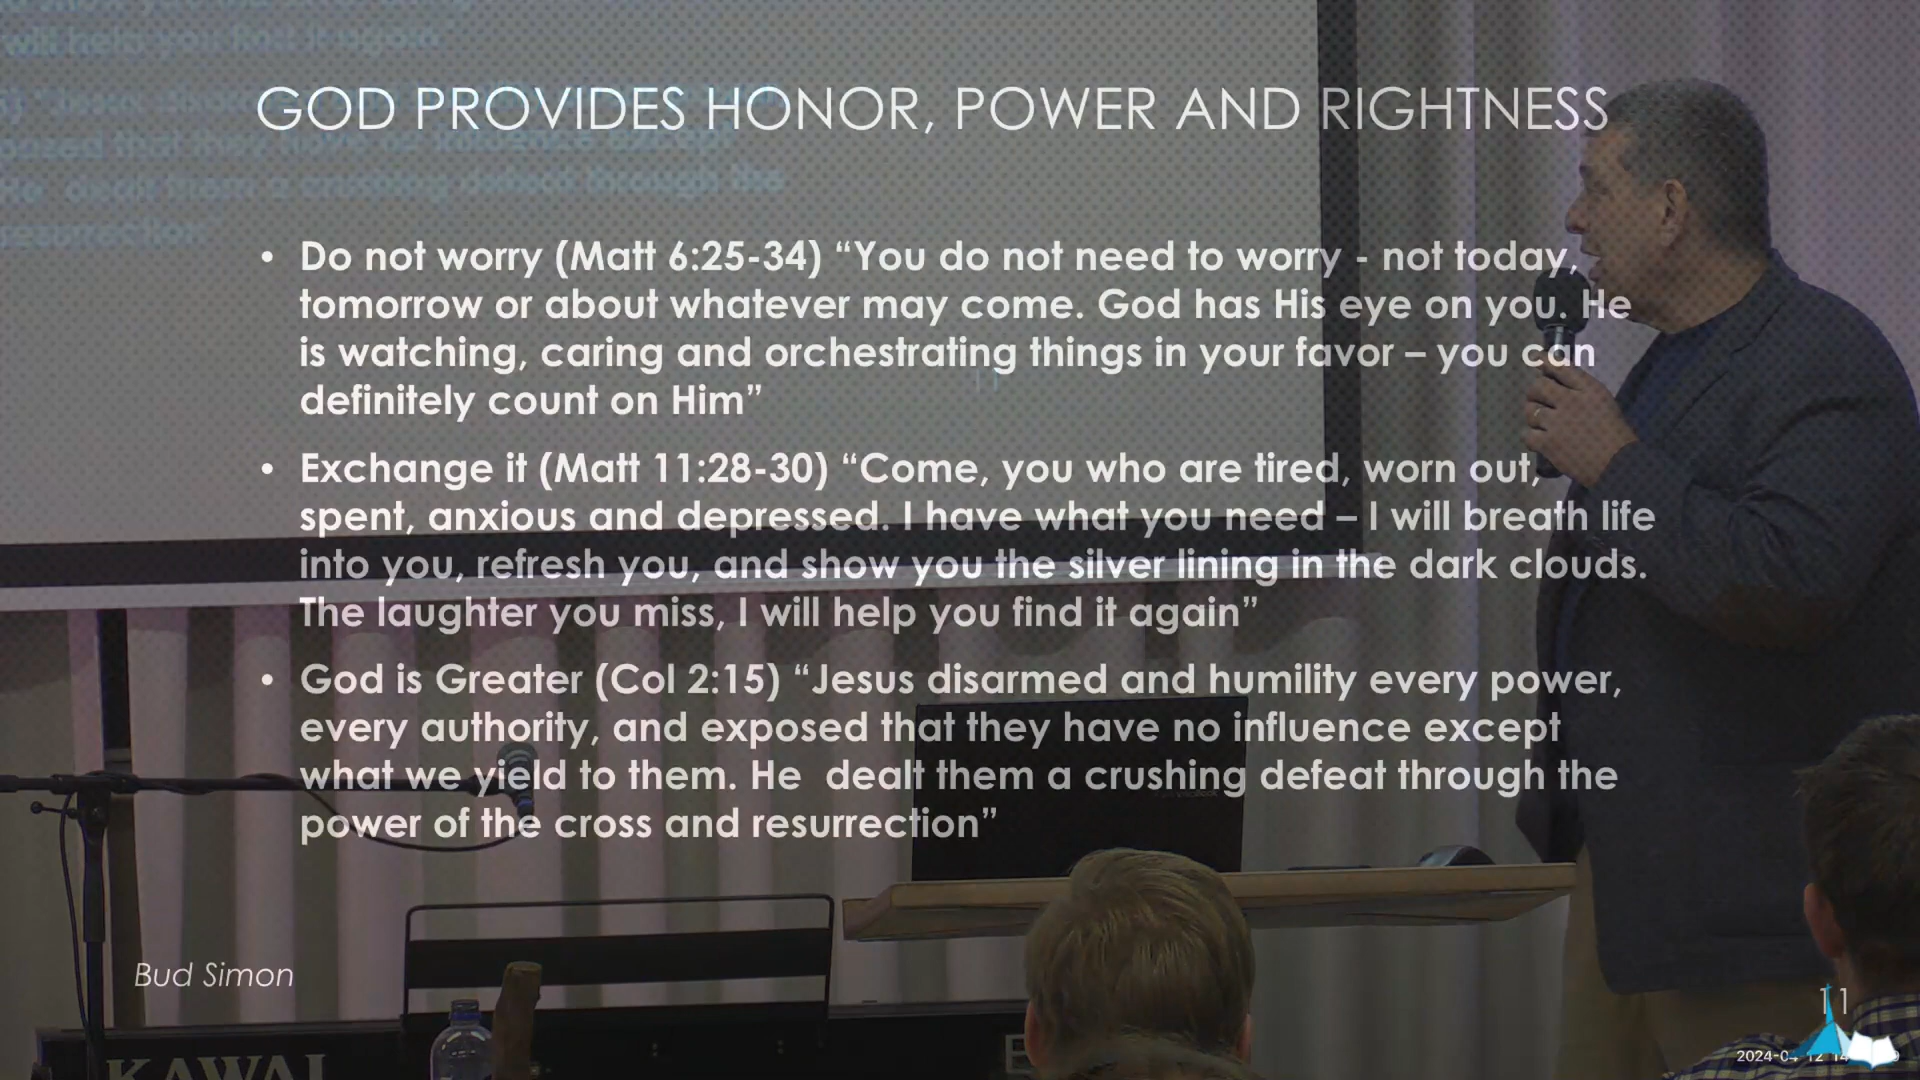 GOD PROVIDES HONOR, POWER AND RIGHTNESS
• Do not worry (Matt 6:25-34) “You do not need to worry - not today,
tomorrow or about whatever may come. God has His eye on you. He
is watching, caring and orchestrating things in your favor – you can
definitely count on Him”
• Exchange it (Matt 11:28-30) “Come, you who are tired, worn out,
spent, anxious and depressed. I have what you need – I will breath life
into you, refresh you, and show you the silver lining in the dark clouds.
The laughter you miss, I will help you find it again”
• God is Greater (Col 2:15) “Jesus disarmed and humility every power,
every authority, and exposed that they have no influence except
what we yield to them. He  dealt them a crushing defeat through the
power of the cross and resurrection”
Bud Simon
11
KAWAI